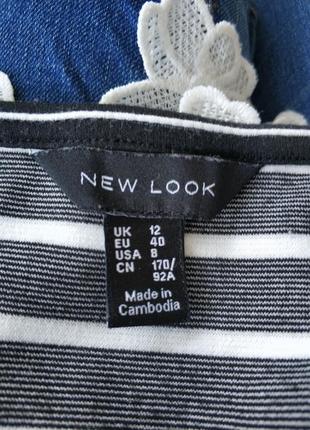 NEW LOOK
UK 12
EU 40
USA 8
CN 170/
92A
Made in
Cambodia